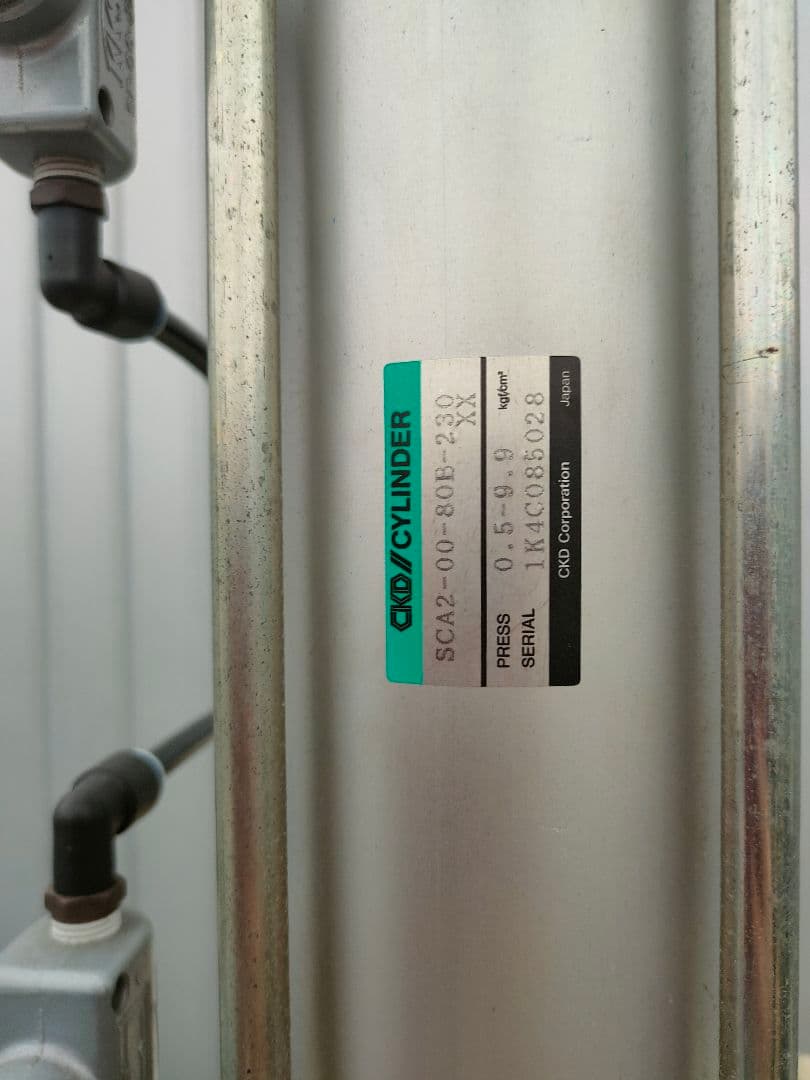 CKD//CYLINDER
SCA2-00-80B-230
XX
PRESS 0.5-9.9 kgf/cm²
SERIAL 1K4C085028
CKD Corporation Japan